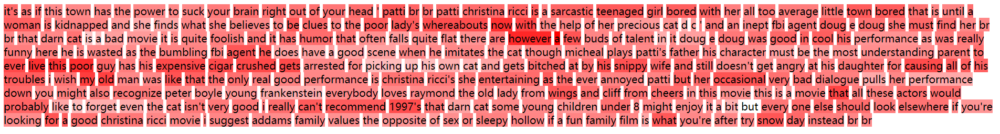 it's as if this town has the power to suck your brain right out of your head ' patti br br patti christina ricci is a sarcastic teenaged girl bored with her all too average little town bored that is until a
woman is kidnapped and she finds what she believes to be clues to the poor lady's whereabouts now with the help of her precious cat d c ' and an inept fbi agent doug e doug she must find her br
br that darn cat is a bad movie it is quite foolish and it has humor that often falls quite flat there are however a few buds of talent in it doug e doug was good in cool his performance as was really
funny here he is wasted as the bumbling fbi agent he does have a good scene when he imitates the cat though micheal plays patti's father his character must be the most understanding parent to
ever live this poor guy has his expensive cigar crushed gets arrested for picking up his own cat and gets bitched at by his snippy wife and still doesn't get angry at his daughter for causing all of his
troubles i wish my old man was like that the only real good performance is christina ricci's she entertaining as the ever annoyed patti but her occasional very bad dialogue pulls her performance
down you might also recognize peter boyle young frankenstein everybody loves raymond the old lady from wings and cliff from cheers in this movie this is a movie that all these actors would
probably like to forget even the cat isn't very good i really can't recommend 1997's that darn cat some young children under 8 might enjoy it a bit but every one else should look elsewhere if you're
looking for a good christina ricci movie i suggest addams family values the opposite of sex or sleepy hollow if a fun family film is what you're after try snow day instead br br